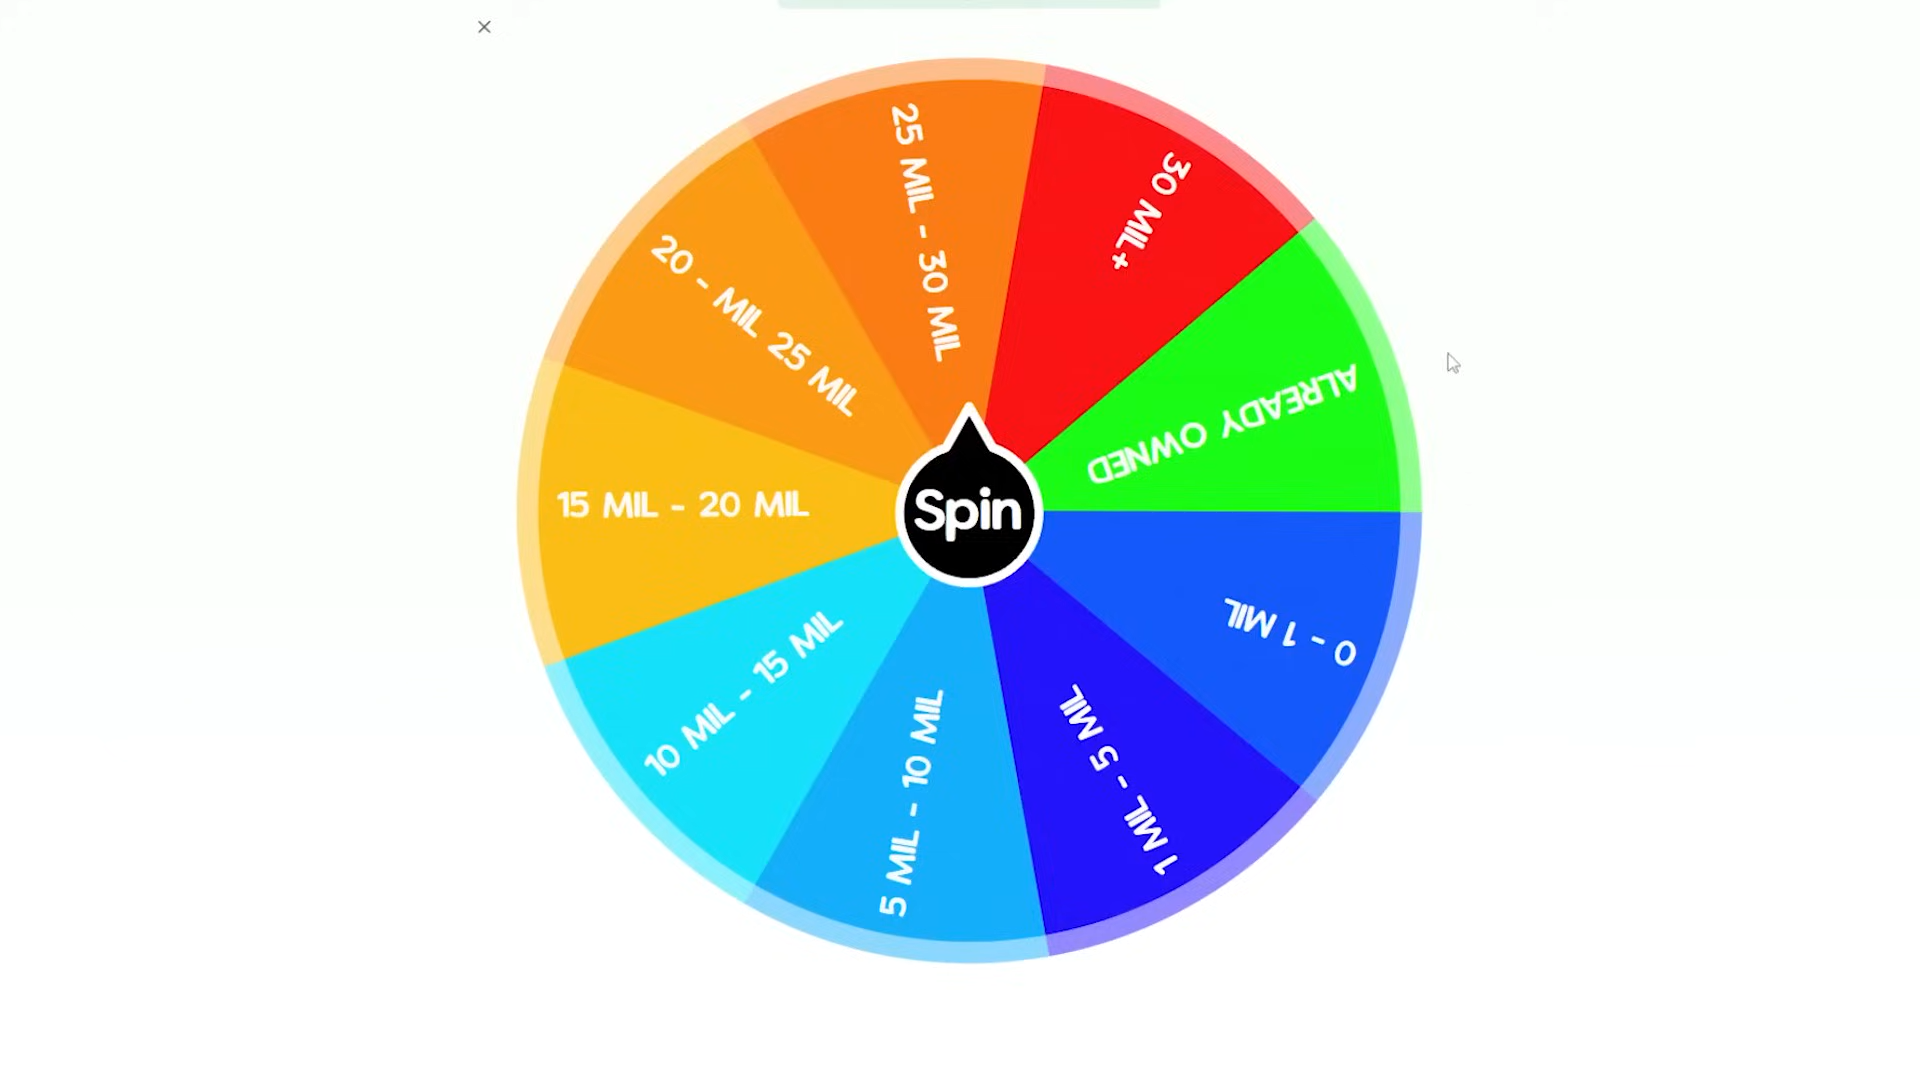 25 MIL - 30 MIL
30 MIL+
ALREADY OWNED
0 - 1 MIL
1 MIL - 5 MIL
5 MIL - 10 MIL
10 MIL - 15 MIL
15 MIL - 20 MIL
20 - MIL 25 MIL
Spin